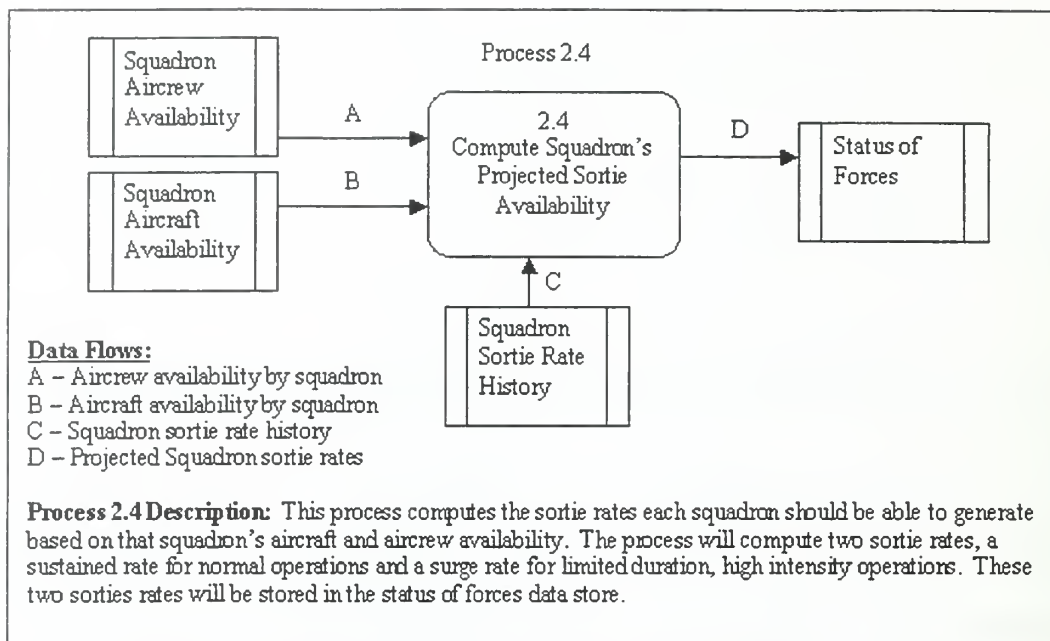 Process 2.4
Squadron
Aircrew
Availability
A
Squadron
Aircraft
Availability
B
2.4
Compute Squadron's
Projected Sortie
Availability
D
Status of
Forces
C
Squadron
Sortie Rate
History
Data Flows:
A – Aircrew availability by squadron
B – Aircraft availability by squadron
C – Squadron sortie rate history
D – Projected Squadron sortie rates
Process 2.4 Description: This process computes the sortie rates each squadron should be able to generate
based on that squadron's aircraft and aircrew availability. The process will compute two sortie rates, a
sustained rate for normal operations and a surge rate for limited duration, high intensity operations. These
two sorties rates will be stored in the status of forces data store.